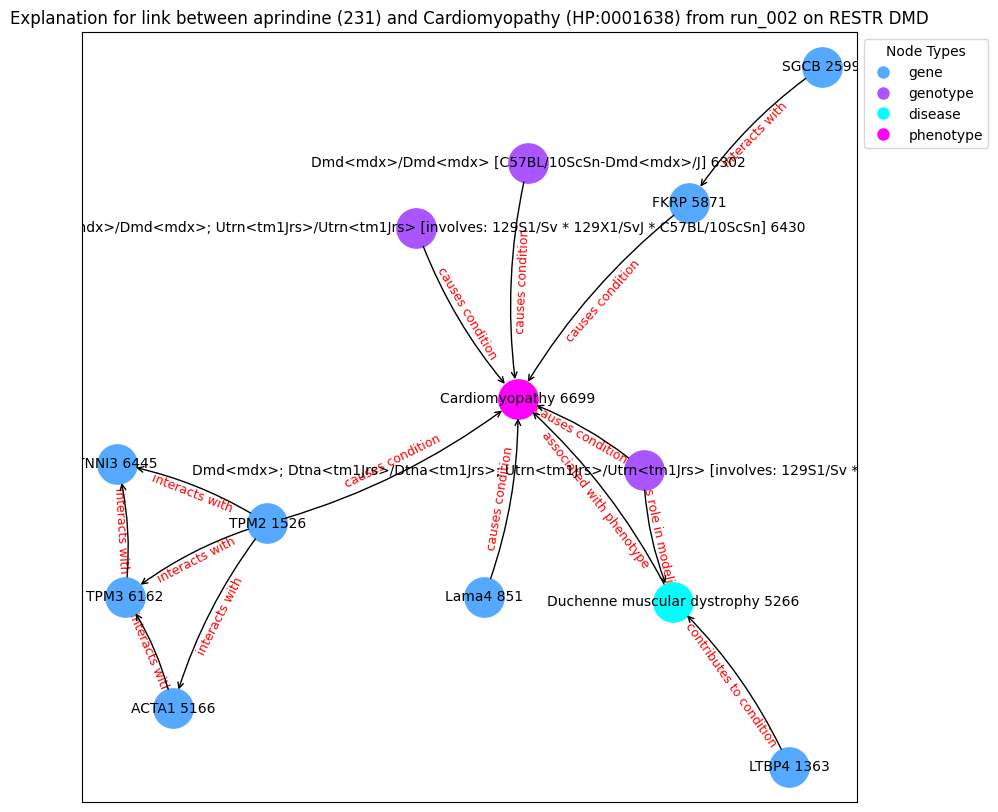 Explanation for link between aprindine (231) and Cardiomyopathy (HP:0001638) from run_002 on RESTR DMD
Node Types
gene
genotype
disease
phenotype
SGCB 2599
interacts with
Dmd<mdx>/Dmd<mdx> [C57BL/10ScSn-Dmd<mdx>/J] 6302
FKRP 5871
mdx>/Dmd<mdx>; Utrn<tm1Jrs>/Utrn<tm1Jrs> [involves: 129S1/Sv * 129X1/SvJ * C57BL/10ScSn] 6430
causes condition
causes condition
causes condition
Cardiomyopathy 6699
causes condition
causes condition
associated with phenotype
TNNI3 6445
Dmd<mdx>; Dtna<tm1Jrs>/Dtna<tm1Jrs>; Utrn<tm1Jrs>/Utrn<tm1Jrs> [involves: 129S1/Sv *
interacts with
causes condition
TPM2 1526
interacts with
interacts with
s role in modeli
TPM3 6162
Lama4 851
Duchenne muscular dystrophy 5266
interacts with
interacts with
contributes to condition
ACTA1 5166
LTBP4 1363